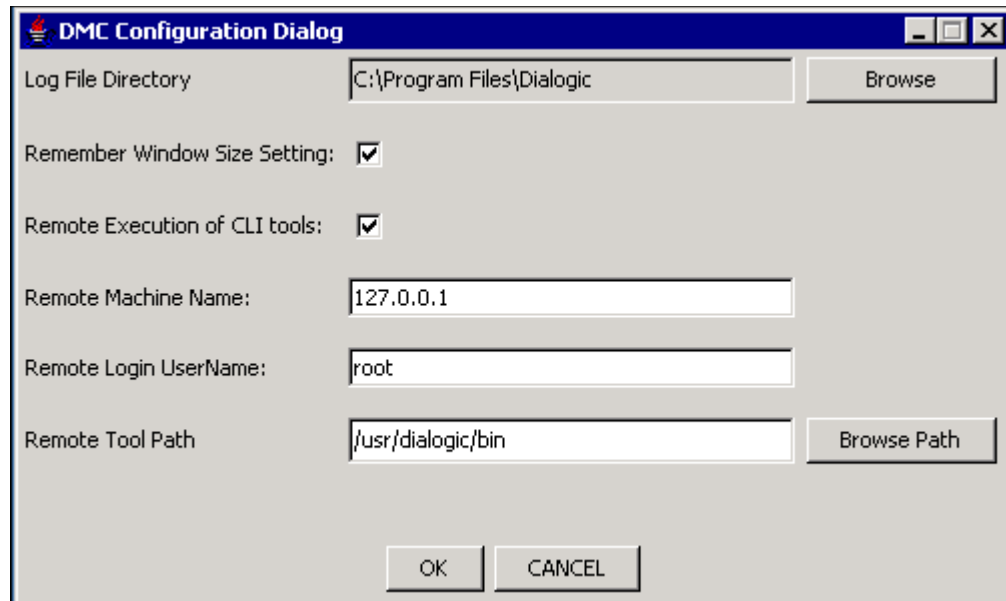 DMC Configuration Dialog
Log File Directory C:\Program Files\Dialogic Browse
Remember Window Size Setting:
Remote Execution of CLI tools:
Remote Machine Name: 127.0.0.1
Remote Login UserName: root
Remote Tool Path /usr/dialogic/bin Browse Path
OK CANCEL